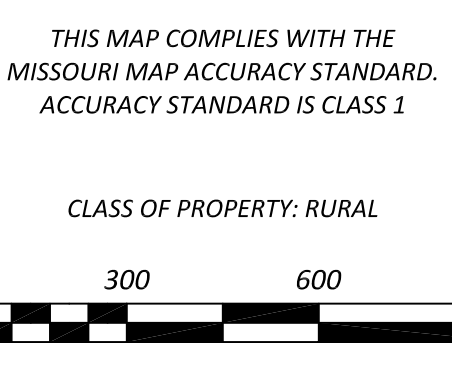 THIS MAP COMPLIES WITH THE
MISSOURI MAP ACCURACY STANDARD.
ACCURACY STANDARD IS CLASS 1
CLASS OF PROPERTY: RURAL
300 600